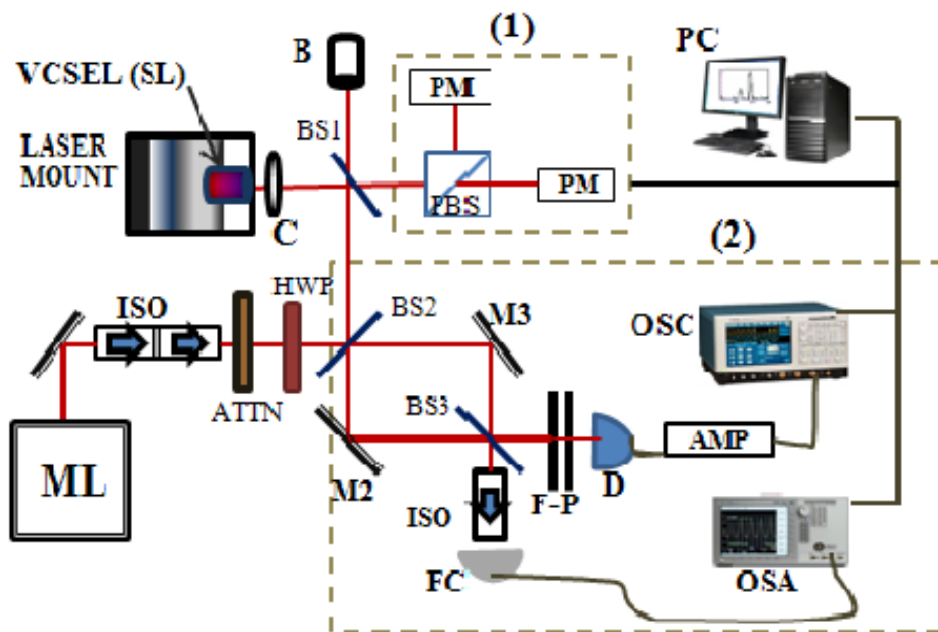 (1)
PC
B
VCSEL (SL)
PM
BS1
LASER
MOUNT
PM
PBS
C
(2)
HWP
ISO
BS2
M3
OSC
ATTN
BS3
AMP
ML
M2
D
F-P
ISO
FC
OSA